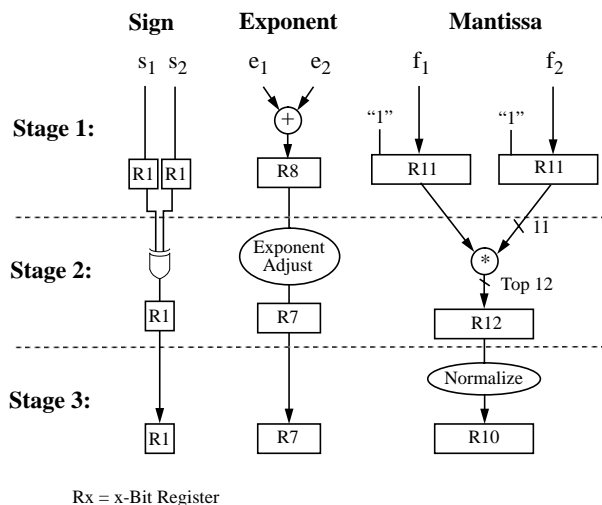 Sign Exponent Mantissa
s1 s2 e1 e2 f1 f2
“1” “1”
Stage 1: +
R1 R1 R8 R11 R11
11
Exponent
Adjust
*
Stage 2: Top 12
R1 R7 R12
Normalize
Stage 3:
R1 R7 R10
Rx = x-Bit Register